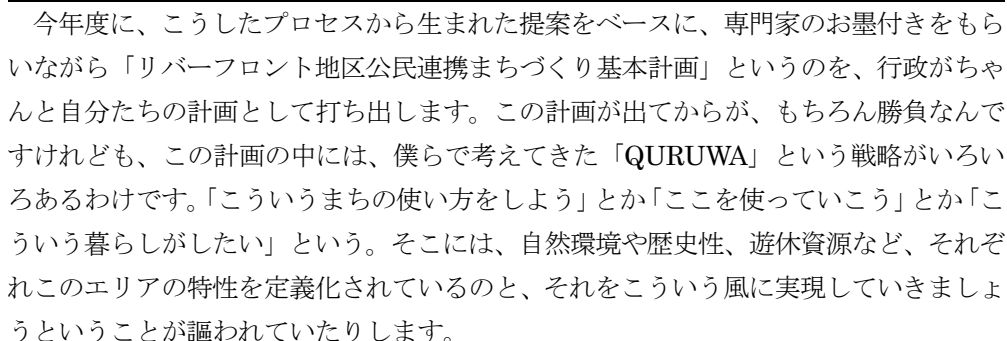 今年度に、こうしたプロセスから生まれた提案をベースに、専門家のお墨付きをもら
いながら「リバーフロント地区公民連携まちづくり基本計画」というのを、行政がちゃ
んと自分たちの計画として打ち出します。この計画が出てからが、もちろん勝負なんで
すけれども、この計画の中には、僕らで考えてきた「QURUWA」という戦略がいろい
ろあるわけです。「こういうまちの使い方をしよう」とか「ここを使っていこう」とか「こ
ういう暮らしがしたい」という。そこには、自然環境や歴史性、遊休資源など、それぞ
れこのエリアの特性を定義化されているのと、それをこういう風に実現していきましょ
うということが謳われていたりします。